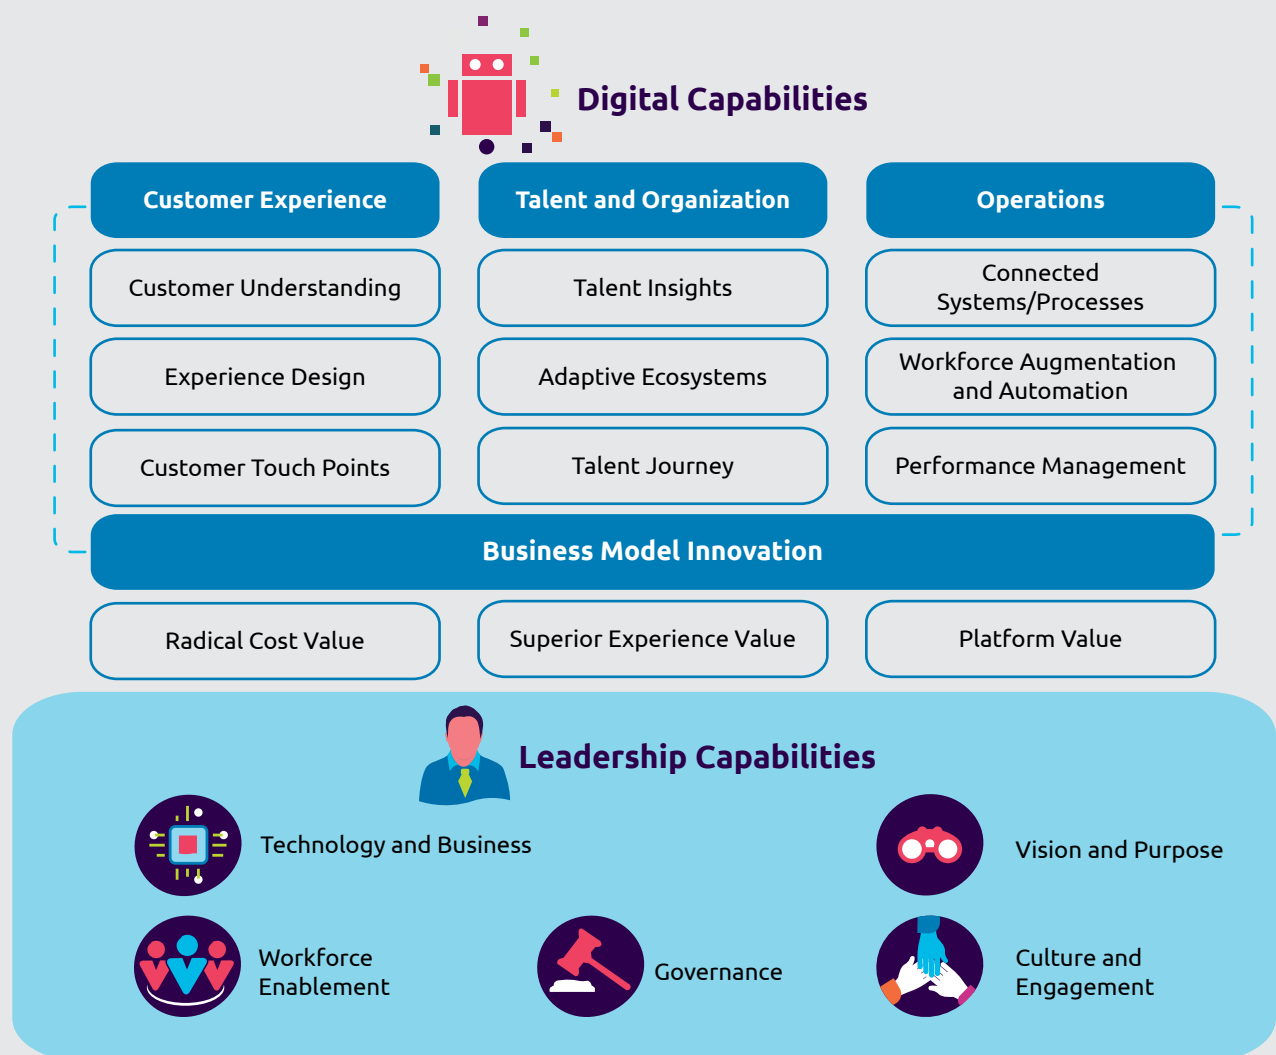 Digital Capabilities
Customer Experience
Talent and Organization
Operations
Customer Understanding
Talent Insights
Connected
Systems/Processes
Experience Design
Adaptive Ecosystems
Workforce Augmentation
and Automation
Customer Touch Points
Talent Journey
Performance Management
Business Model Innovation
Radical Cost Value
Superior Experience Value
Platform Value
Leadership Capabilities
Technology and Business
Vision and Purpose
Workforce
Enablement
Governance
Culture and
Engagement